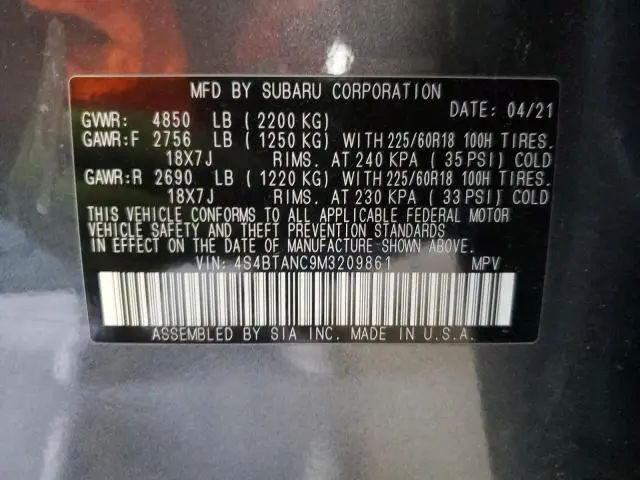 MFD BY SUBARU CORPORATION
DATE: 04/21
GVWR: 4850 LB (2200 KG)
GAWR:F 2756 LB (1250 KG) WITH 225/60R18 100H TIRES.
18X7J RIMS. AT 240 KPA (35 PSI) COLD
GAWR:R 2690 LB (1220 KG) WITH 225/60R18 100H TIRES.
18X7J RIMS. AT 230 KPA (33 PSI) COLD
THIS VEHICLE CONFORMS TO ALL APPLICABLE FEDERAL MOTOR
VEHICLE SAFETY AND THEFT PREVENTION STANDARDS
IN EFFECT ON THE DATE OF MANUFACTURE SHOWN ABOVE.
VIN: 4S4BTANC9M3209861 MPV
ASSEMBLED BY SIA INC. MADE IN U.S.A.